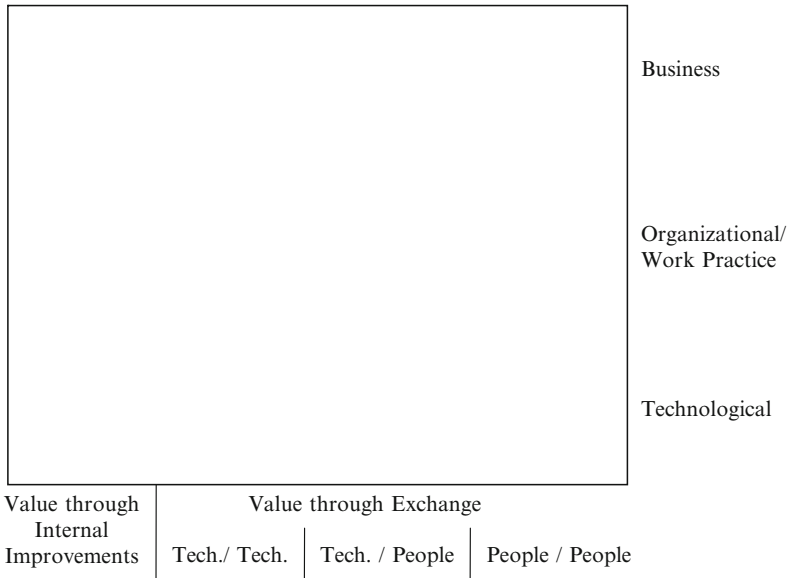 Business
Organizational/
Work Practice
Technological
Value through
Internal
Improvements
Value through Exchange
Tech./ Tech.
Tech. / People
People / People